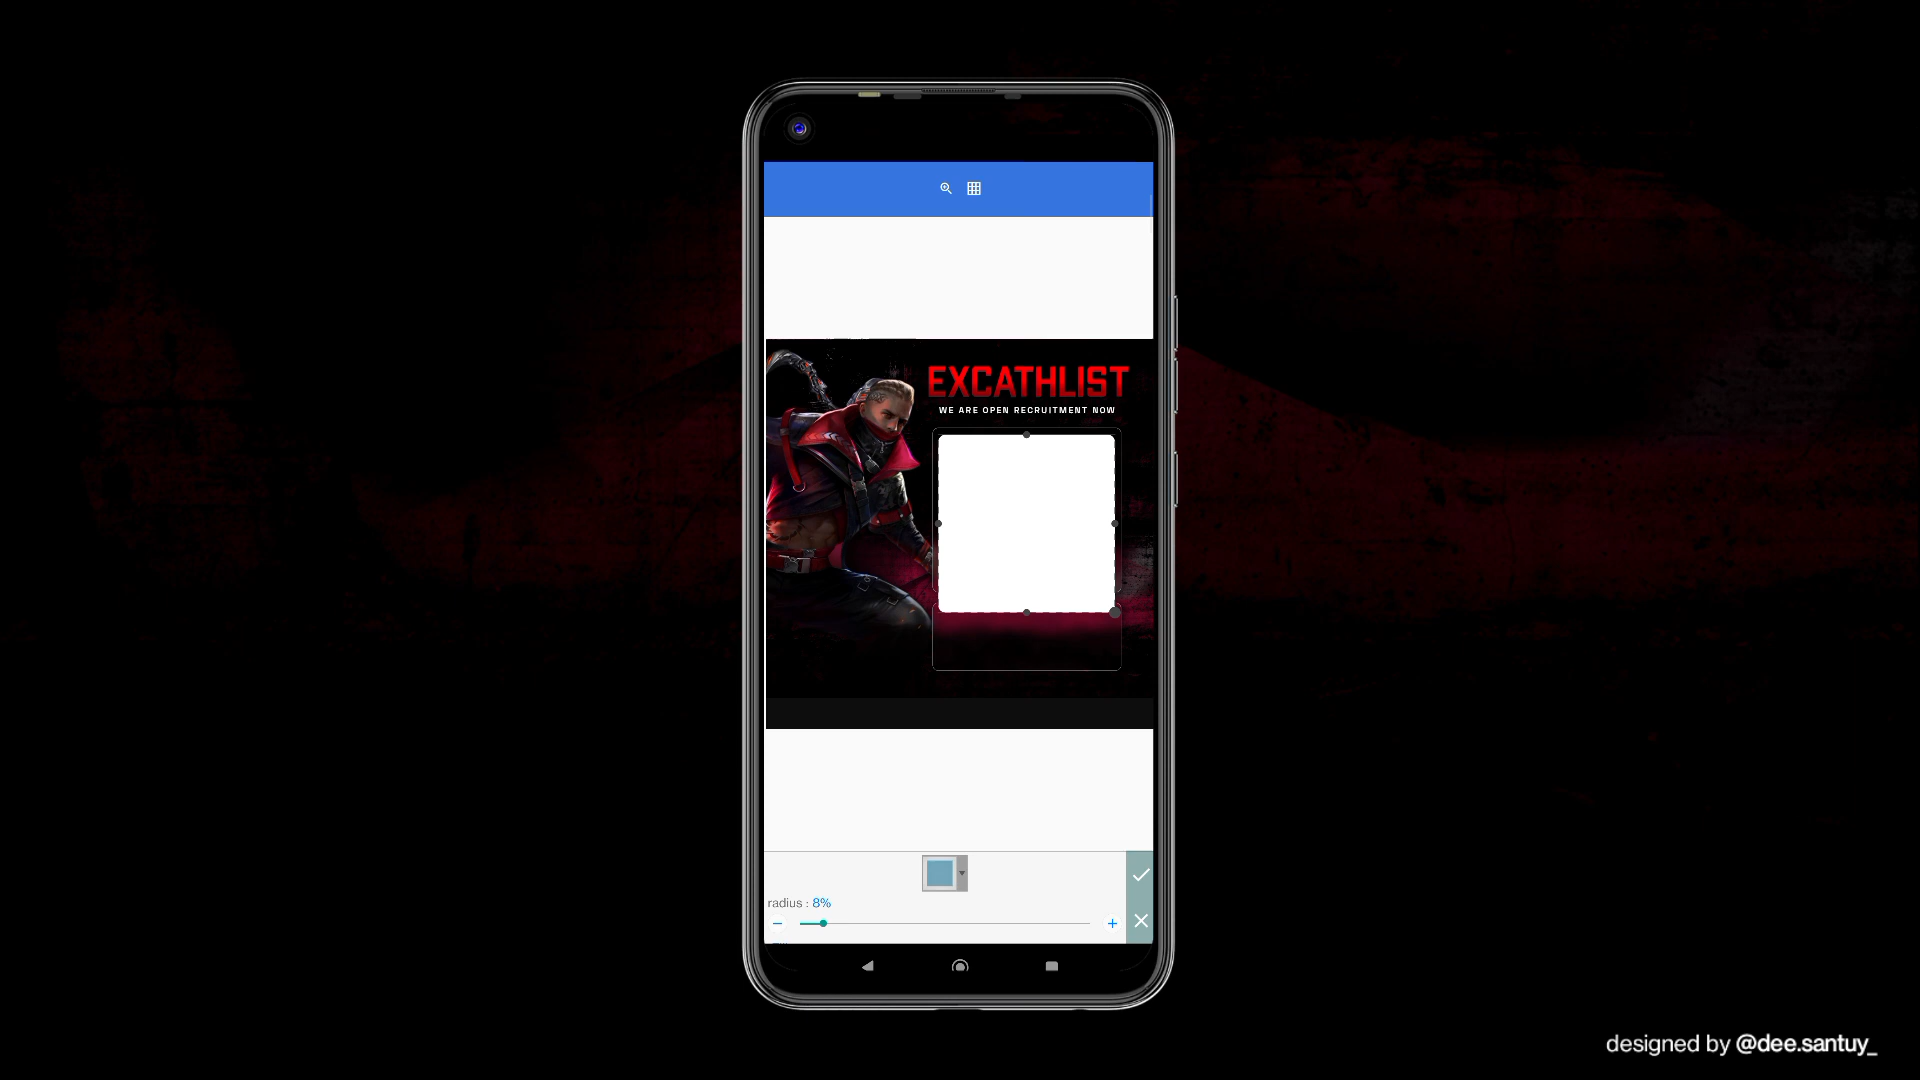 EXCATHLIST
WE ARE OPEN RECRUITMENT NOW
radius : 8%
designed by @dee.santuy_